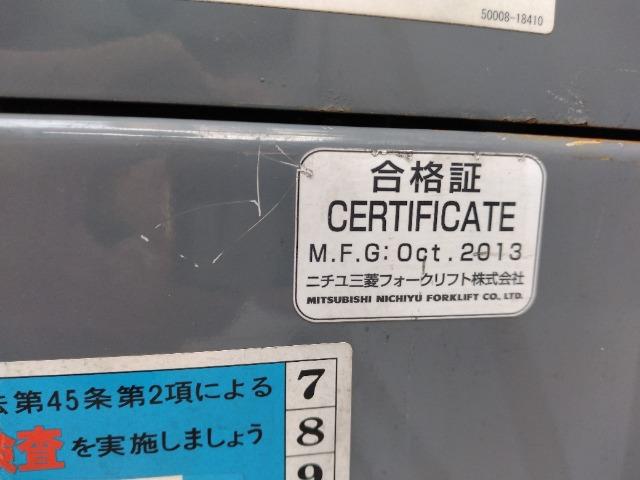 50008-18410
合格証
CERTIFICATE
M.F.G: Oct. 2013
ニチユ三菱フォークリフト株式会社
MITSUBISHI NICHIYU FORKLIFT CO., LTD.
法第45条第2項による
検査を実施しましょう
7
8
9